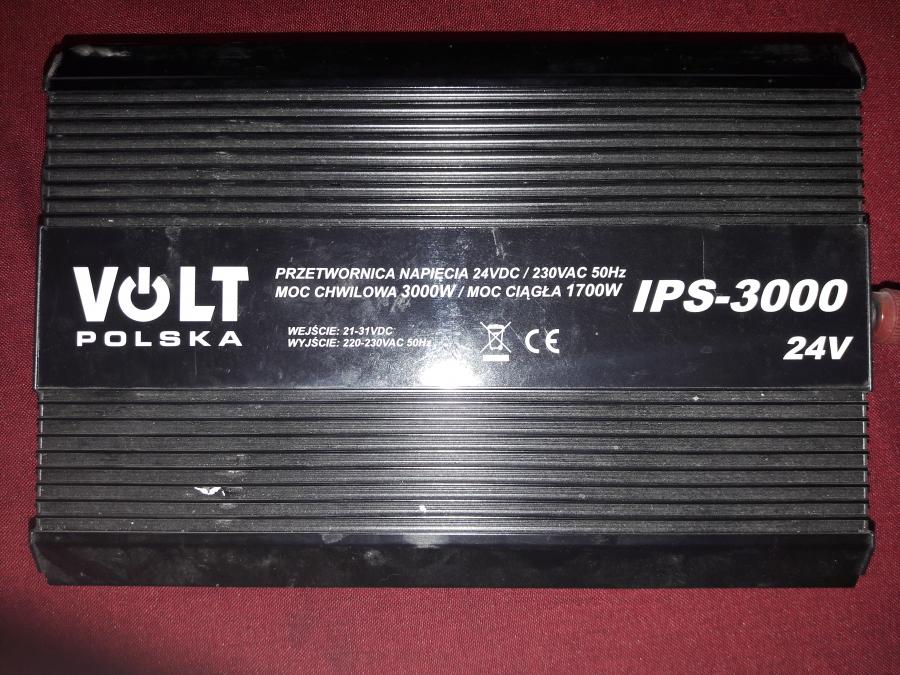 VOLT
POLSKA
PRZETWORNICA NAPIĘCIA 24VDC / 230VAC 50Hz
MOC CHWILOWA 3000W / MOC CIĄGŁA 1700W
WEJŚCIE: 21-31VDC
WYJŚCIE: 220-230VAC 50Hz
CE
IPS-3000
24V